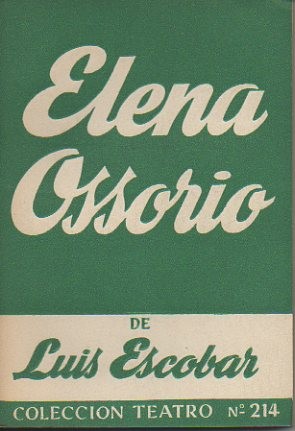 Elena
Ossorio
DE
Luis Escobar
COLECCION TEATRO Nº 214